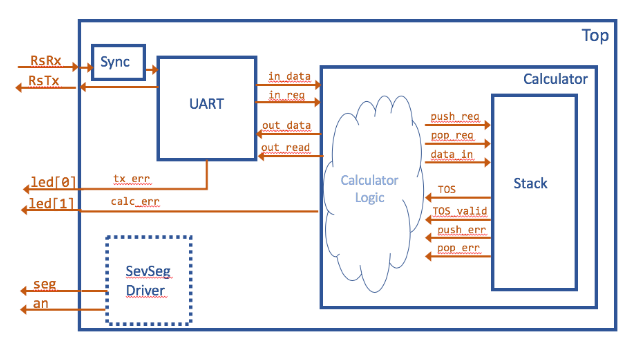 Top
RsRx
RsTx
Sync
UART
in_data
in_req
out_data
out_read
Calculator
push_req
pop_req
data_in
Calculator
Logic
Stack
TOS
TOS_valid
push_err
pop_err
led[0]
tx_err
led[1]
calc_err
SevSeg
Driver
seg
an